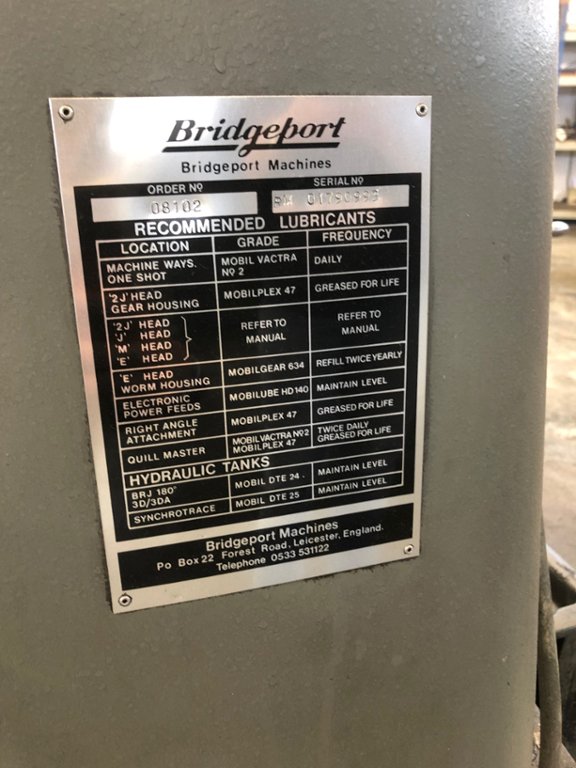 Bridgeport
Bridgeport Machines
ORDER Nº SERIAL Nº
08102
RECOMMENDED LUBRICANTS
LOCATION GRADE FREQUENCY
MACHINE WAYS. ONE SHOT MOBIL VACTRA Nº 2 DAILY
'2J' HEAD GEAR HOUSING MOBILPLEX 47 GREASED FOR LIFE
'2J' HEAD
'J' HEAD
'M' HEAD
'E' HEAD
REFER TO MANUAL REFER TO MANUAL
'E' HEAD WORM HOUSING MOBILGEAR 634 REFILL TWICE YEARLY
ELECTRONIC POWER FEEDS MOBILUBE HD 140 MAINTAIN LEVEL
RIGHT ANGLE ATTACHMENT MOBILPLEX 47 GREASED FOR LIFE
QUILL MASTER MOBIL VACTRA Nº 2 MOBILPLEX 47 TWICE DAILY GREASED FOR LIFE
HYDRAULIC TANKS
BRJ 180° 3D/3DA MOBIL DTE 24. MAINTAIN LEVEL
SYNCHROTRACE MOBIL DTE 25 MAINTAIN LEVEL
Bridgeport Machines
Po Box 22 Forest Road, Leicester, England.
Telephone 0533 531122